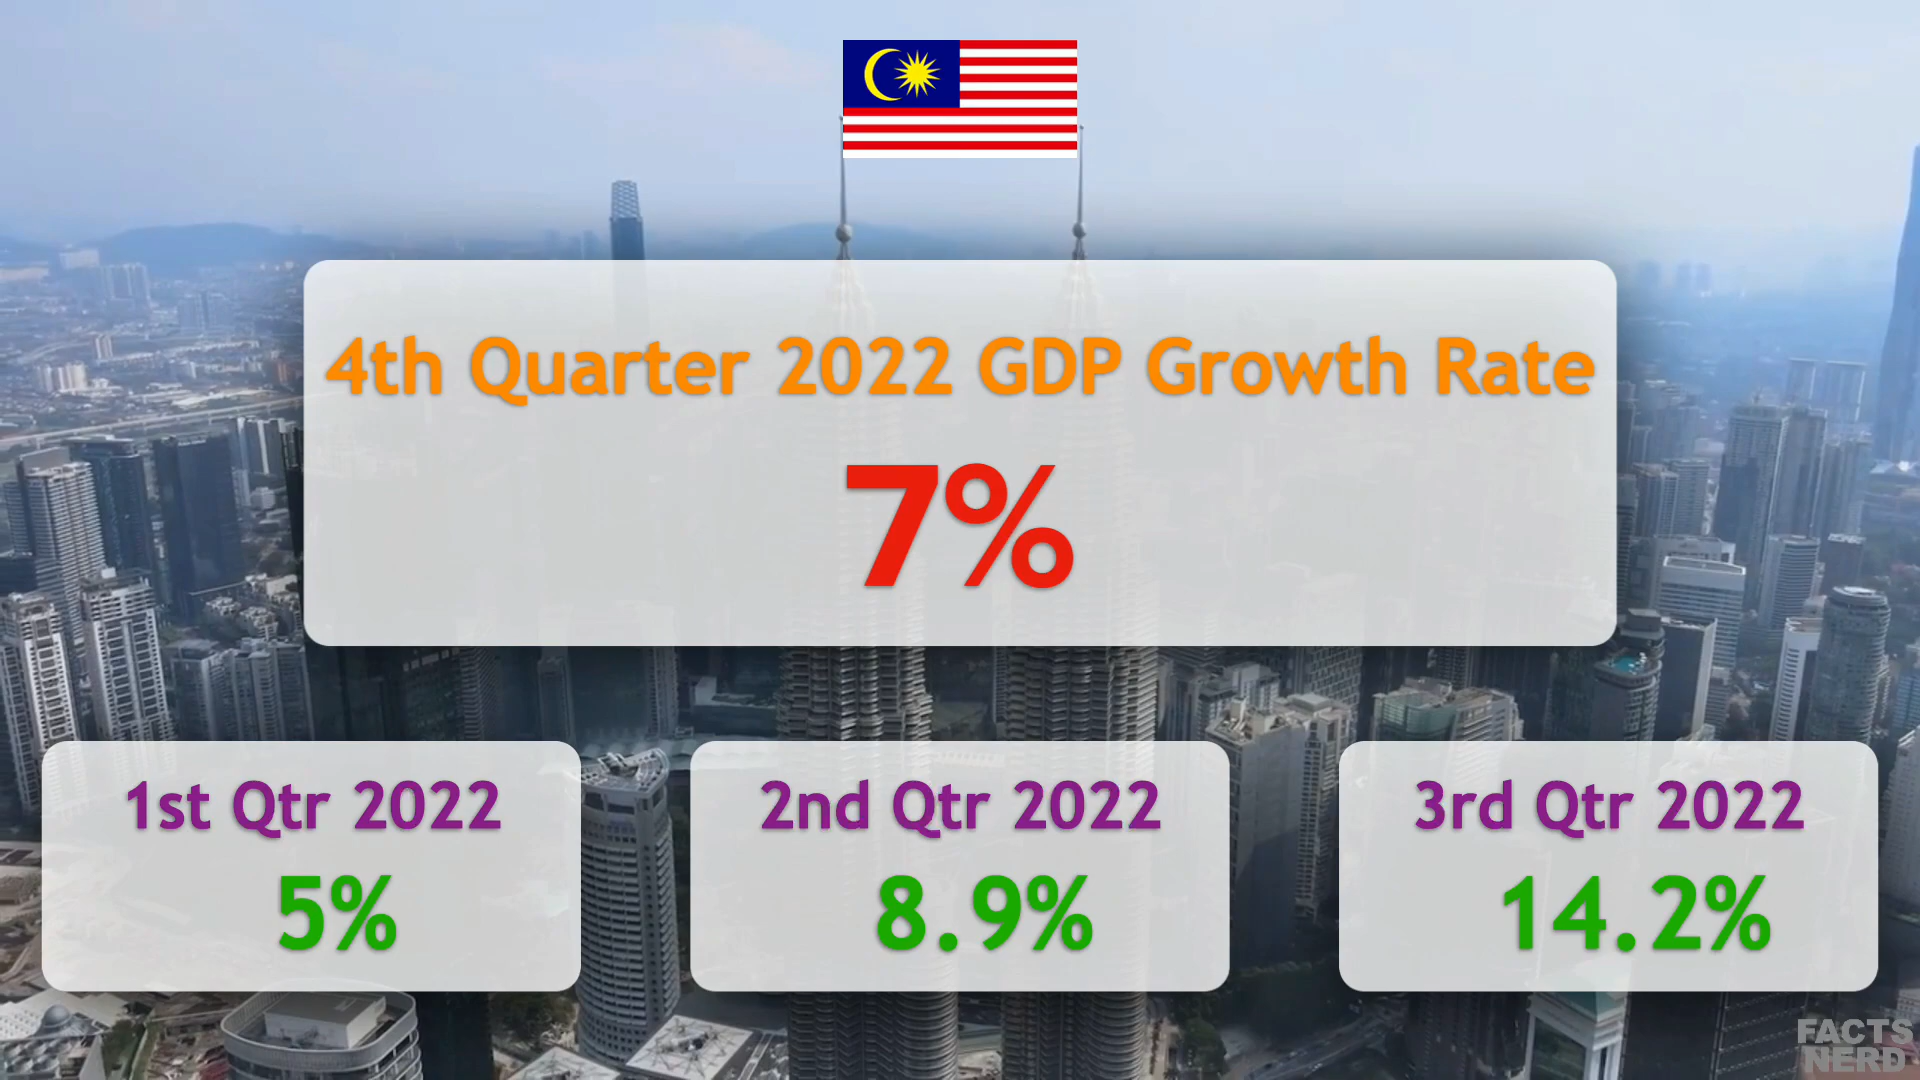 4th Quarter 2022 GDP Growth Rate
7%
1st Qtr 2022
5%
2nd Qtr 2022
8.9%
3rd Qtr 2022
14.2%
FACTS
NERD